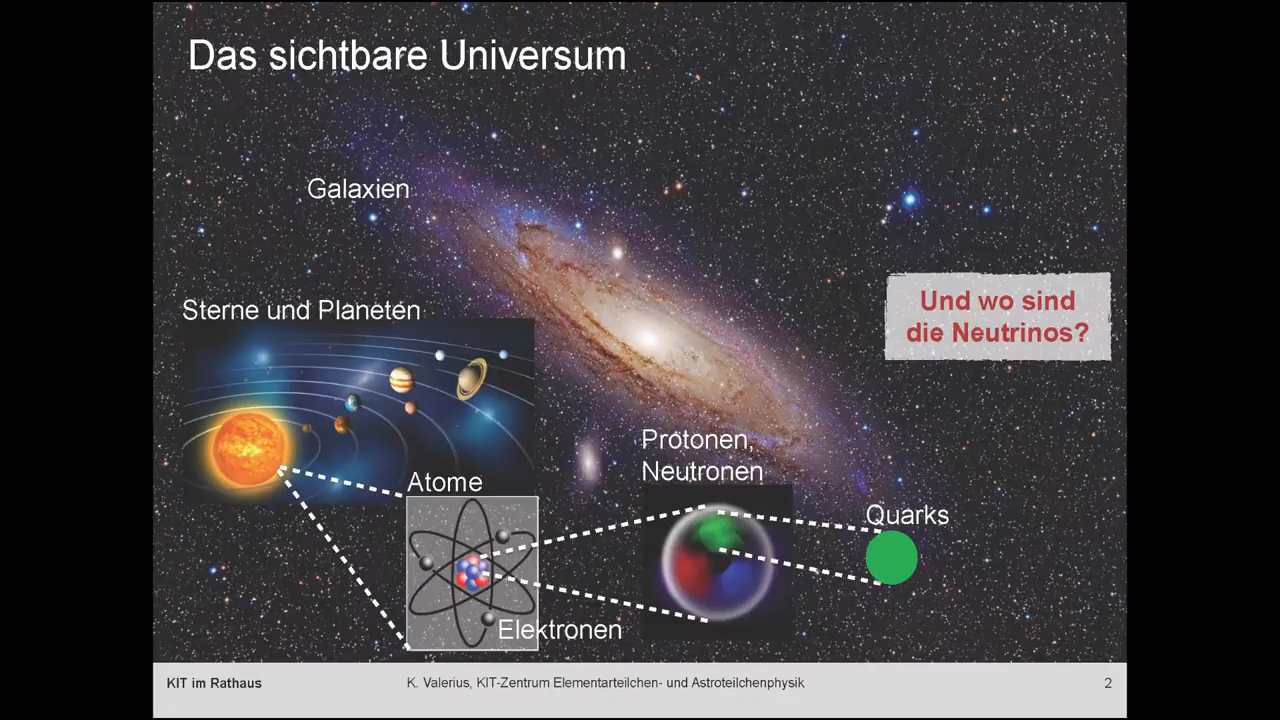 Das sichtbare Universum
Galaxien
Sterne und Planeten
Und wo sind
die Neutrinos?
Protonen,
Neutronen
Atome
Quarks
Elektronen
KIT im Rathaus
K. Valerius, KIT-Zentrum Elementarteilchen- und Astroteilchenphysik
2